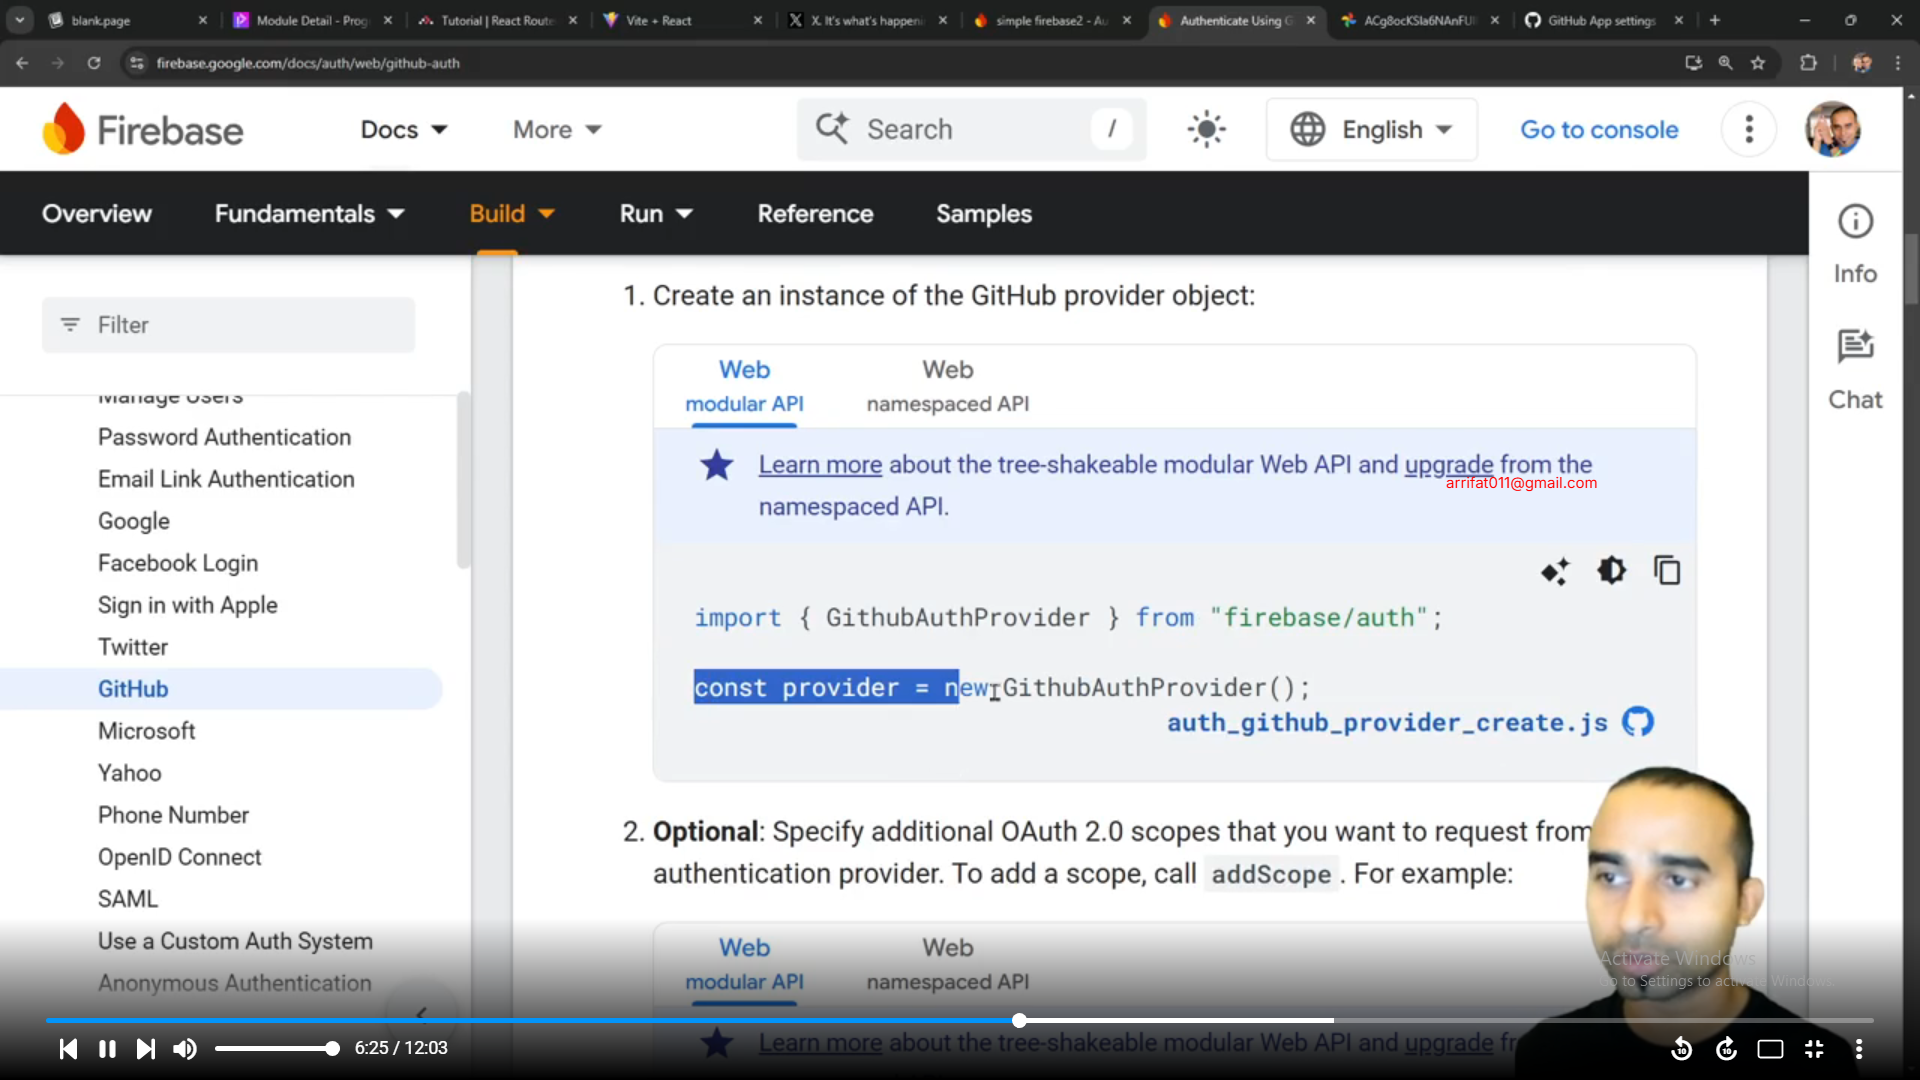 blank.page
Module Detail - Prog
Tutorial | React Route
Vite + React
X. It's what's happeni
simple firebase2 - Au
Authenticate Using G
ACg8ocKSla6NAnFU
GitHub App settings
firebase.google.com/docs/auth/web/github-auth
Firebase
Docs
More
Search
/
English
Go to console
Overview
Fundamentals
Build
Run
Reference
Samples
Info
Chat
Filter
Manage Users
Password Authentication
Email Link Authentication
Google
Facebook Login
Sign in with Apple
Twitter
GitHub
Microsoft
Yahoo
Phone Number
OpenID Connect
SAML
Use a Custom Auth System
Anonymous Authentication
1. Create an instance of the GitHub provider object:
Web
modular API
Web
namespaced API
Learn more about the tree-shakeable modular Web API and upgrade from the
arrifat011@gmail.com
namespaced API.
import { GithubAuthProvider } from "firebase/auth";
const provider = new GithubAuthProvider();
auth_github_provider_create.js
2. Optional: Specify additional OAuth 2.0 scopes that you want to request from
authentication provider. To add a scope, call addScope . For example:
Web
modular API
Web
namespaced API
Learn more about the tree-shakeable modular Web API and upgrade fr
Activate Windows
Go to Settings to activate Windows.
6:25 / 12:03
10
10